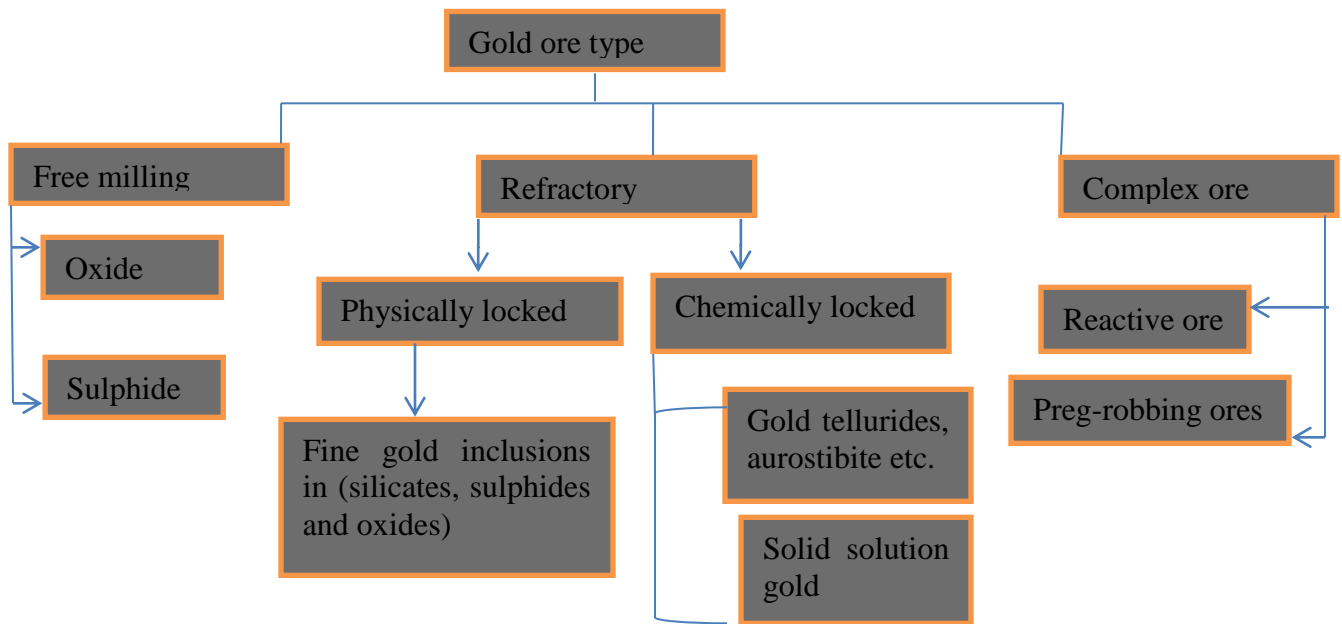 Gold ore type
Free milling
Refractory
Complex ore
Oxide
Physically locked
Chemically locked
Reactive ore
Sulphide
Preg-robbing ores
Fine gold inclusions
in (silicates, sulphides
and oxides)
Gold tellurides,
aurostibite etc.
Solid solution
gold